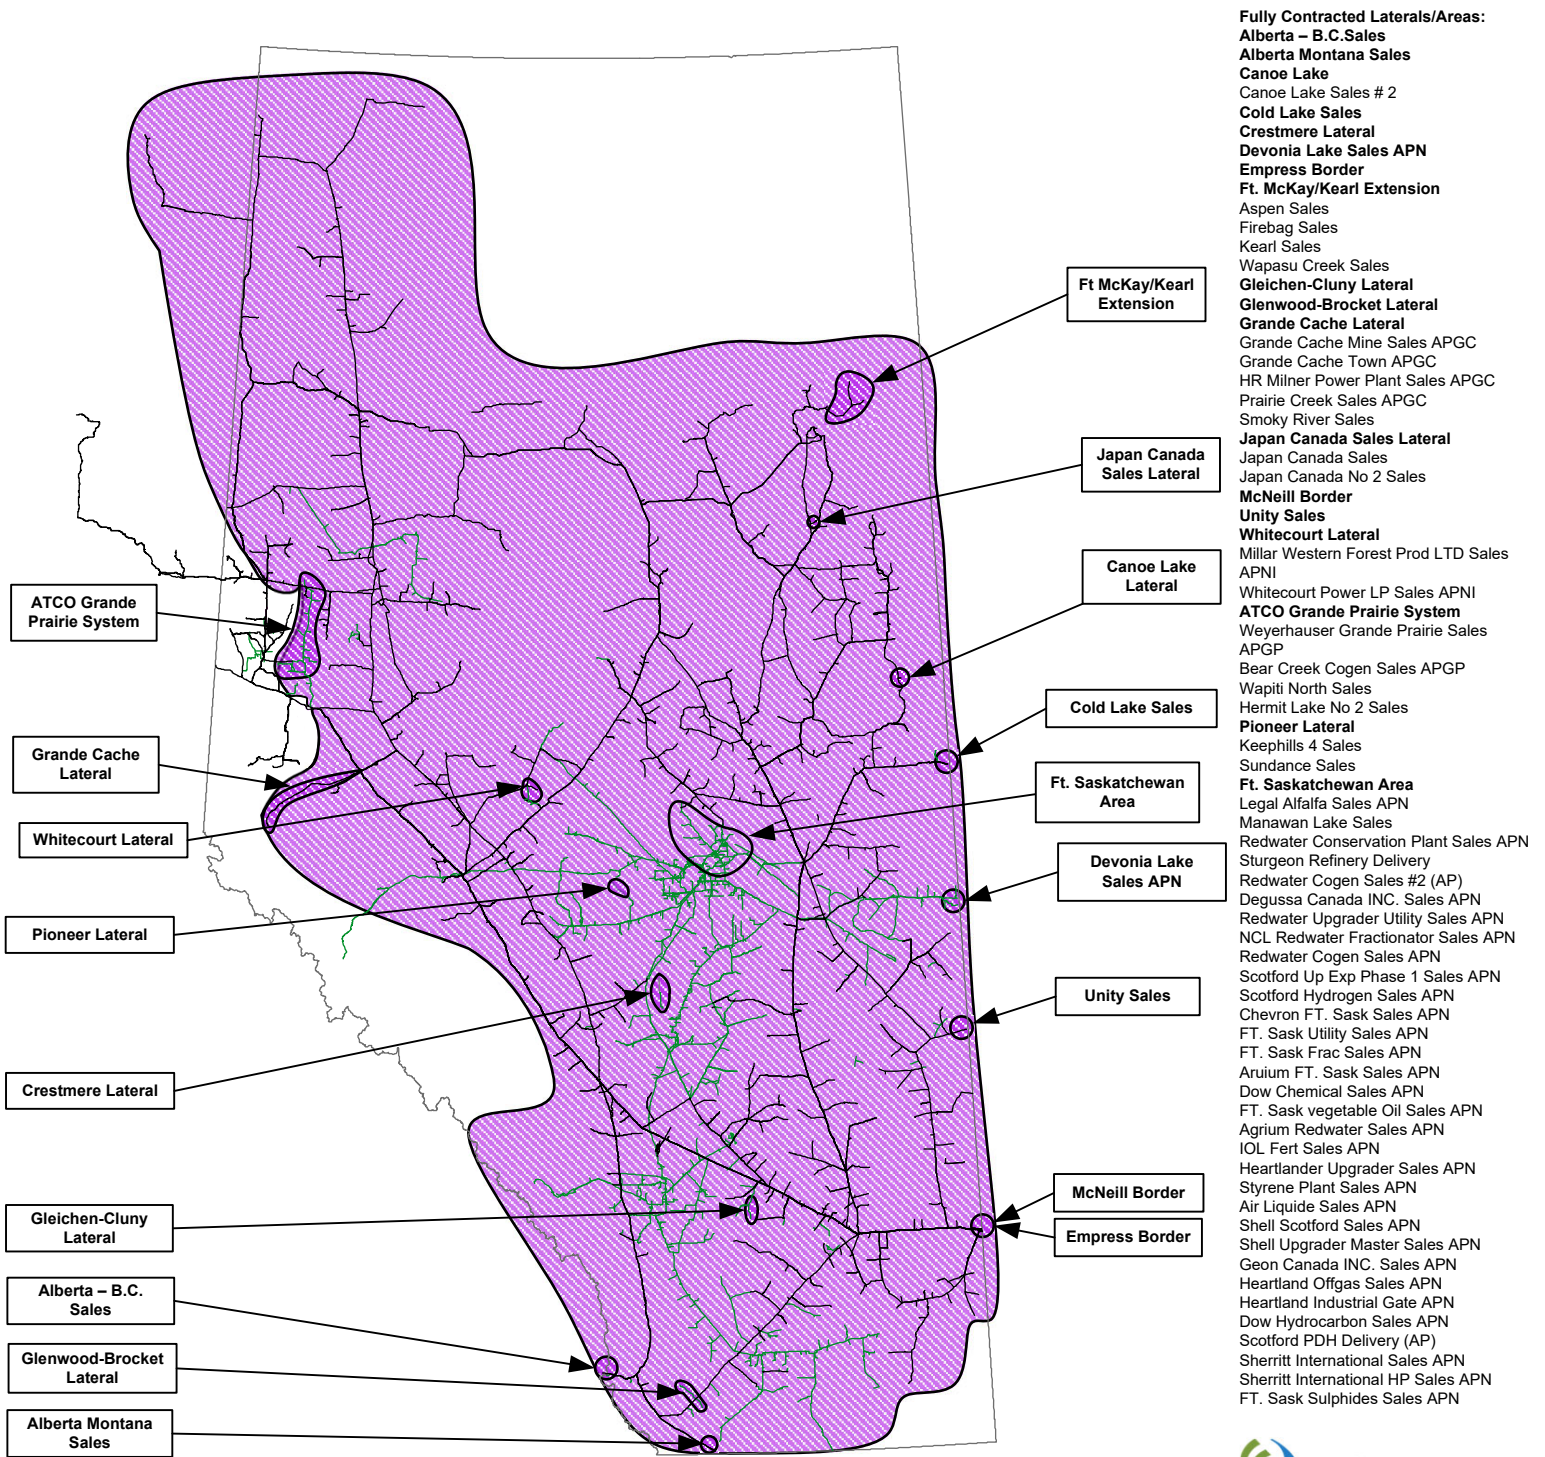 Fully Contracted Laterals/Areas:
Alberta – B.C.Sales
Alberta Montana Sales
Canoe Lake
Canoe Lake Sales # 2
Cold Lake Sales
Crestmere Lateral
Devonia Lake Sales APN
Empress Border
Ft. McKay/Kearl Extension
Aspen Sales
Firebag Sales
Kearl Sales
Wapasu Creek Sales
Gleichen-Cluny Lateral
Glenwood-Brocket Lateral
Grande Cache Lateral
Grande Cache Mine Sales APGC
Grande Cache Town APGC
HR Milner Power Plant Sales APGC
Prairie Creek Sales APGC
Smoky River Sales
Japan Canada Sales Lateral
Japan Canada Sales
Japan Canada No 2 Sales
McNeill Border
Unity Sales
Whitecourt Lateral
Millar Western Forest Prod LTD Sales
APNI
Whitecourt Power LP Sales APNI
ATCO Grande Prairie System
Weyerhauser Grande Prairie Sales
APGP
Bear Creek Cogen Sales APGP
Wapiti North Sales
Hermit Lake No 2 Sales
Pioneer Lateral
Keephills 4 Sales
Sundance Sales
Ft. Saskatchewan Area
Legal Alfalfa Sales APN
Manawan Lake Sales
Redwater Conservation Plant Sales APN
Sturgeon Refinery Delivery
Redwater Cogen Sales #2 (AP)
Degussa Canada INC. Sales APN
Redwater Upgrader Utility Sales APN
NCL Redwater Fractionator Sales APN
Redwater Cogen Sales APN
Scotford Up Exp Phase 1 Sales APN
Scotford Hydrogen Sales APN
Chevron FT. Sask Sales APN
FT. Sask Utility Sales APN
FT. Sask Frac Sales APN
Aruium FT. Sask Sales APN
Dow Chemical Sales APN
FT. Sask vegetable Oil Sales APN
Agrium Redwater Sales APN
IOL Fert Sales APN
Heartlander Upgrader Sales APN
Styrene Plant Sales APN
Air Liquide Sales APN
Shell Scotford Sales APN
Shell Upgrader Master Sales APN
Geon Canada INC. Sales APN
Heartland Offgas Sales APN
Heartland Industrial Gate APN
Dow Hydrocarbon Sales APN
Scotford PDH Delivery (AP)
Sherritt International Sales APN
Sherritt International HP Sales APN
FT. Sask Sulphides Sales APN
Ft McKay/Kearl
Extension
Japan Canada
Sales Lateral
Canoe Lake
Lateral
Cold Lake Sales
Ft. Saskatchewan
Area
Devonia Lake
Sales APN
Unity Sales
McNeill Border
Empress Border
ATCO Grande
Prairie System
Grande Cache
Lateral
Whitecourt Lateral
Pioneer Lateral
Crestmere Lateral
Gleichen-Cluny
Lateral
Alberta – B.C.
Sales
Glenwood-Brocket
Lateral
Alberta Montana
Sales